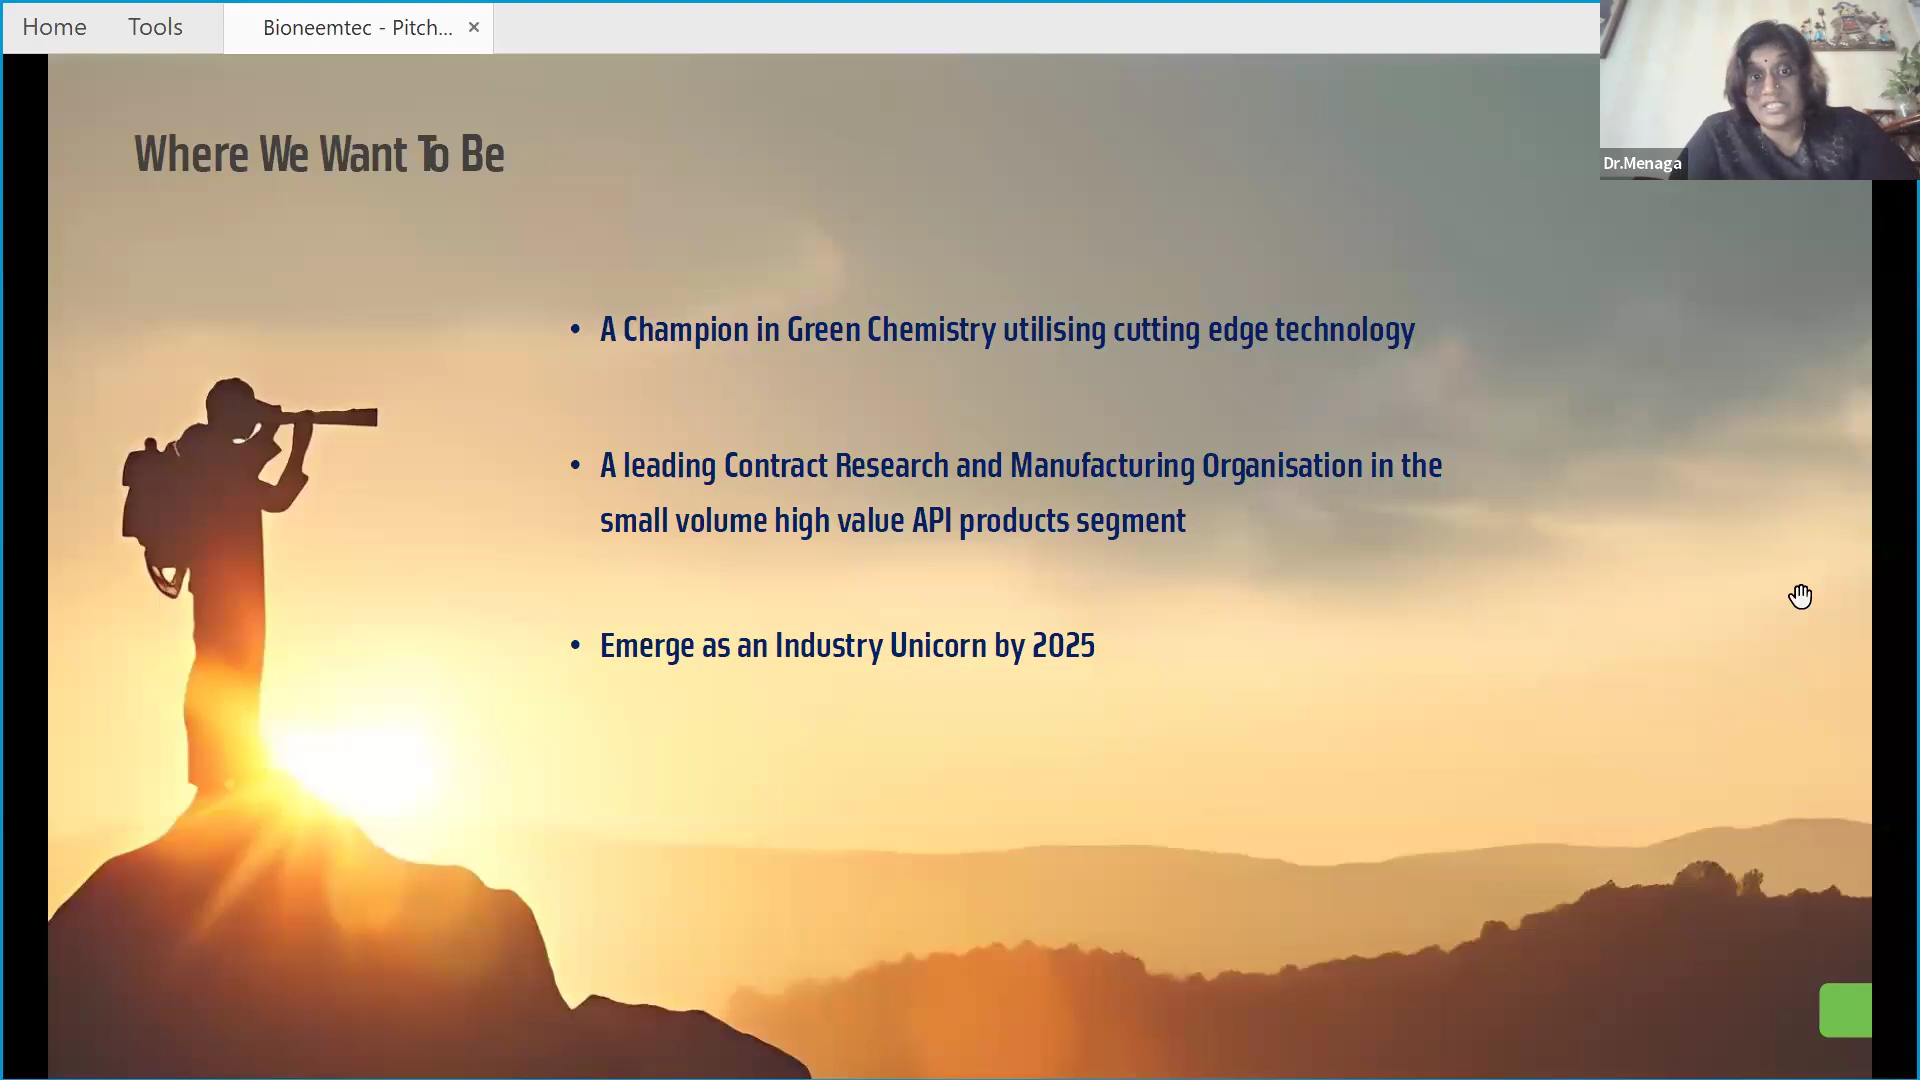 Home Tools Bioneemtec - Pitch... ×
Dr.Menaga
Where We Want To Be
• A Champion in Green Chemistry utilising cutting edge technology
• A leading Contract Research and Manufacturing Organisation in the
small volume high value API products segment
• Emerge as an Industry Unicorn by 2025